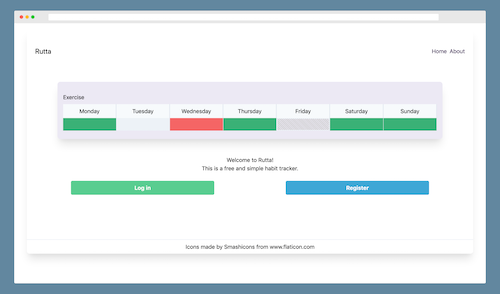 Rutta
Home About
Exercise
Monday Tuesday Wednesday Thursday Friday Saturday Sunday
Welcome to Rutta!
This is a free and simple habit tracker.
Log in Register
Icons made by Smashicons from www.flaticon.com